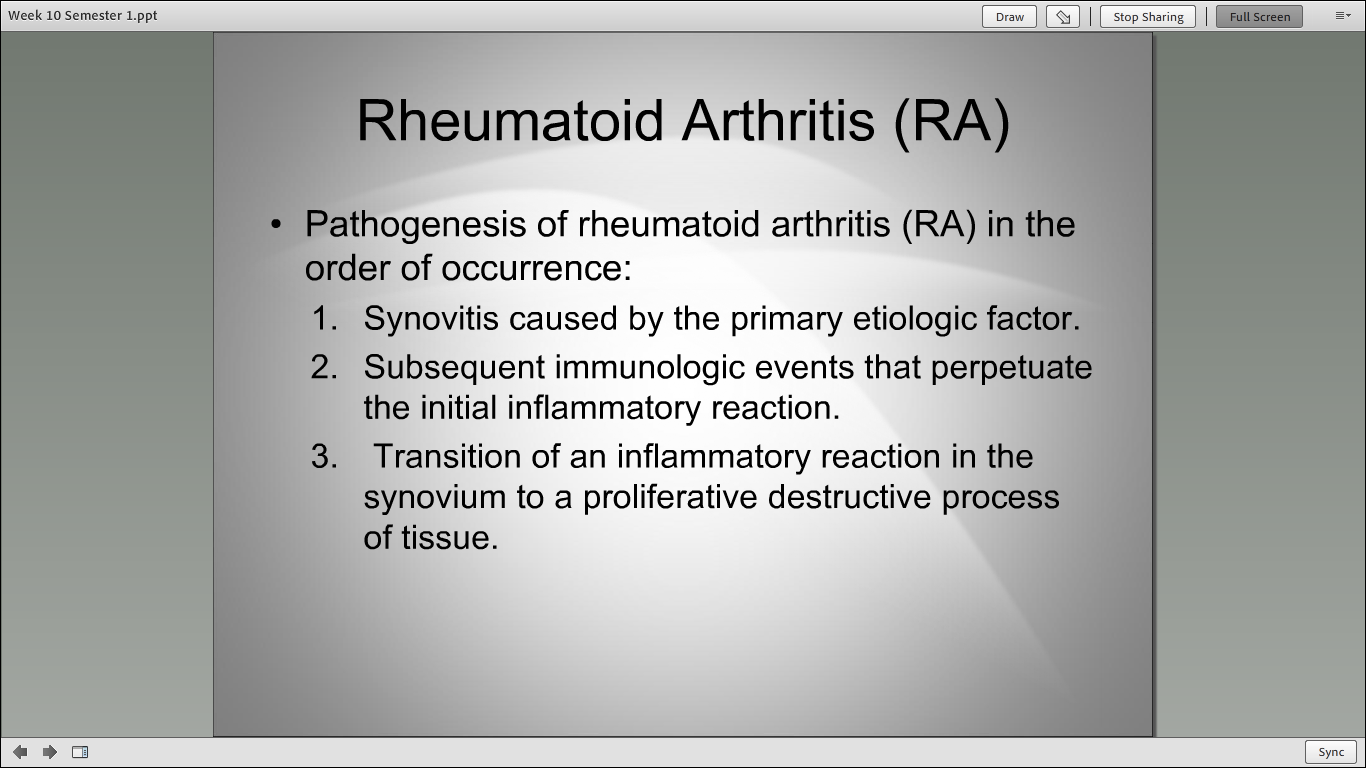 Week 10 Semester 1.ppt
Draw
Stop Sharing
Full Screen
Rheumatoid Arthritis (RA)
• Pathogenesis of rheumatoid arthritis (RA) in the
order of occurrence:
1. Synovitis caused by the primary etiologic factor.
2. Subsequent immunologic events that perpetuate
the initial inflammatory reaction.
3. Transition of an inflammatory reaction in the
synovium to a proliferative destructive process
of tissue.
Sync